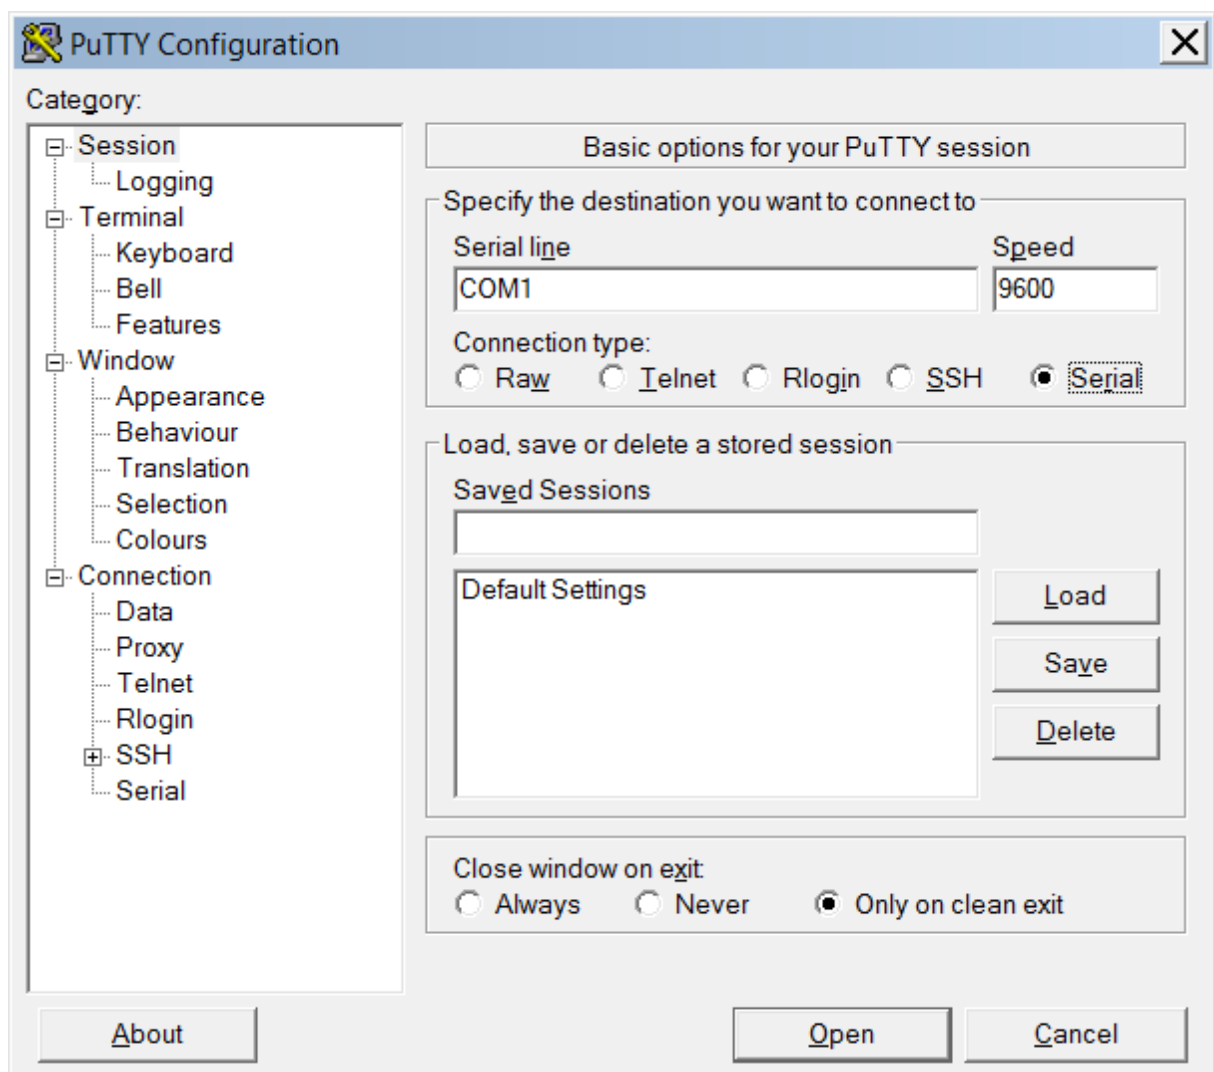 PuTTY Configuration
Category:
Session
Logging
Terminal
Keyboard
Bell
Features
Window
Appearance
Behaviour
Translation
Selection
Colours
Connection
Data
Proxy
Telnet
Rlogin
SSH
Serial
Basic options for your PuTTY session
Specify the destination you want to connect to
Serial line Speed
COM1 9600
Connection type:
Raw Telnet Rlogin SSH Serial
Load, save or delete a stored session
Saved Sessions
Default Settings
Load
Save
Delete
Close window on exit:
Always Never Only on clean exit
About Open Cancel